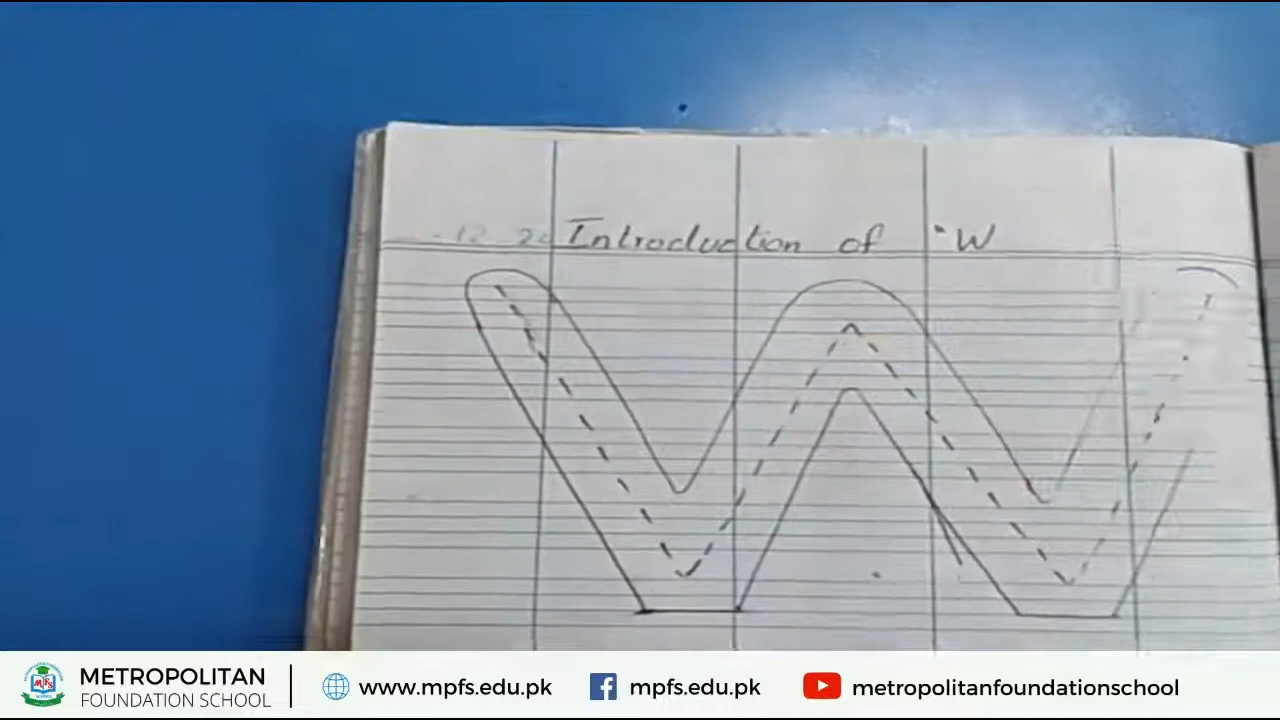 Introduction of "W
METROPOLITAN
FOUNDATION SCHOOL
www.mpfs.edu.pk
mpfs.edu.pk
metropolitanfoundationschool